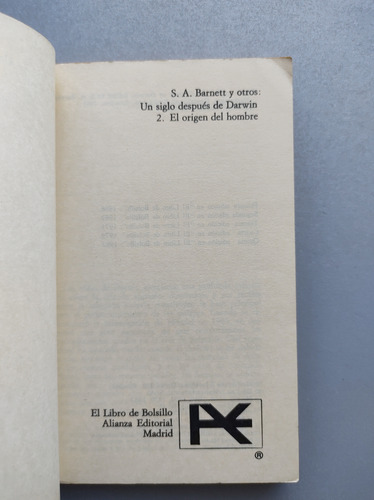 S. A. Barnett y otros:
Un siglo después de Darwin
2. El origen del hombre
El Libro de Bolsillo
Alianza Editorial
Madrid
®